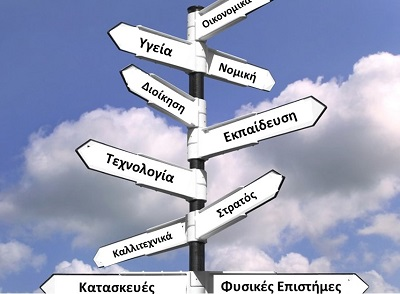 Οικονομικά
Υγεία
Νομική
Διοίκηση
Εκπαίδευση
Τεχνολογία
Στρατός
Καλλιτεχνικά
Κατασκευές
Φυσικές Επιστήμες